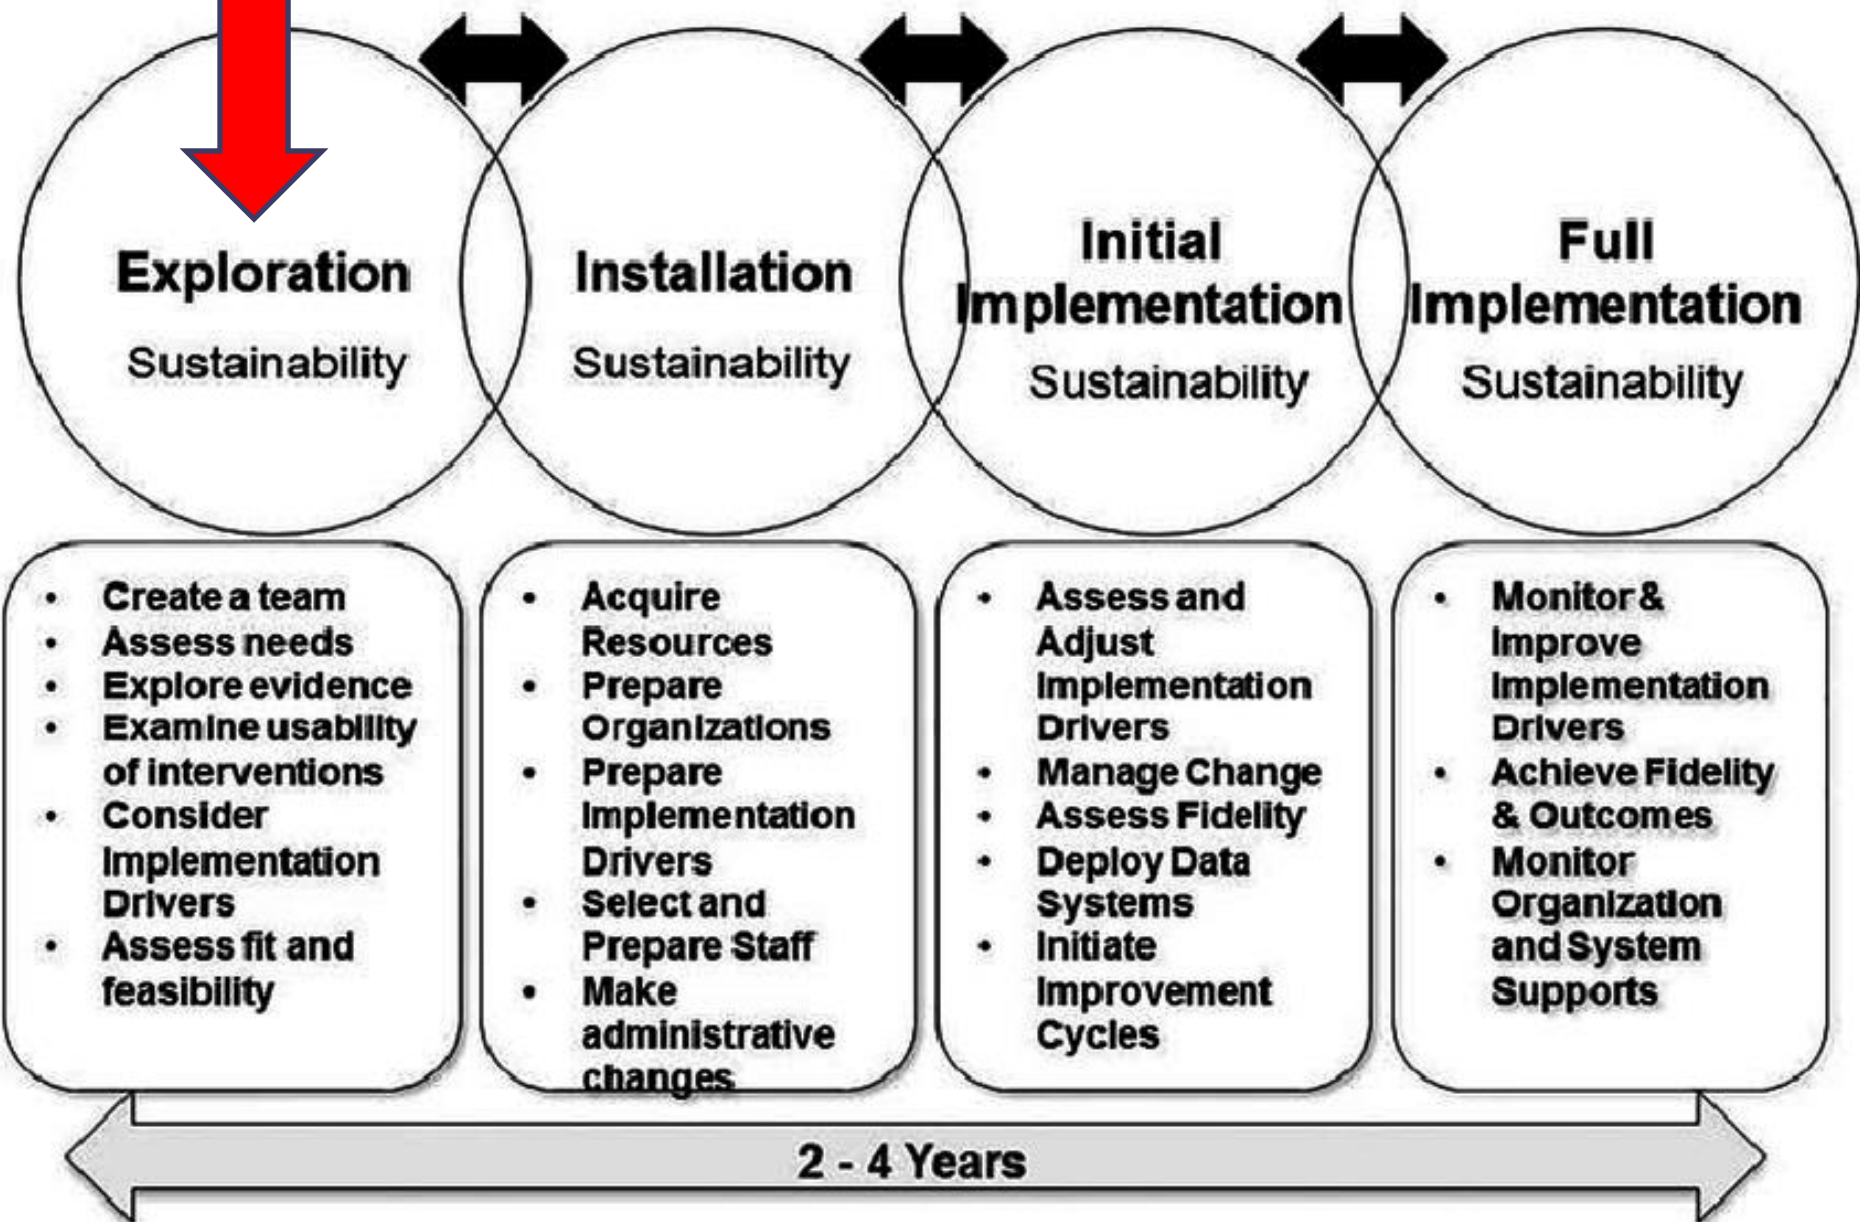 Exploration
Sustainability
Installation
Sustainability
Initial
Implementation
Sustainability
Full
Implementation
Sustainability
• Create a team
• Assess needs
• Explore evidence
• Examine usability
of interventions
• Consider
Implementation
Drivers
• Assess fit and
feasibility
• Acquire
Resources
• Prepare
Organizations
• Prepare
Implementation
Drivers
• Select and
Prepare Staff
• Make
administrative
changes
• Assess and
Adjust
Implementation
Drivers
• Manage Change
• Assess Fidelity
• Deploy Data
Systems
• Initiate
Improvement
Cycles
• Monitor &
Improve
Implementation
Drivers
• Achieve Fidelity
& Outcomes
• Monitor
Organization
and System
Supports
2 - 4 Years